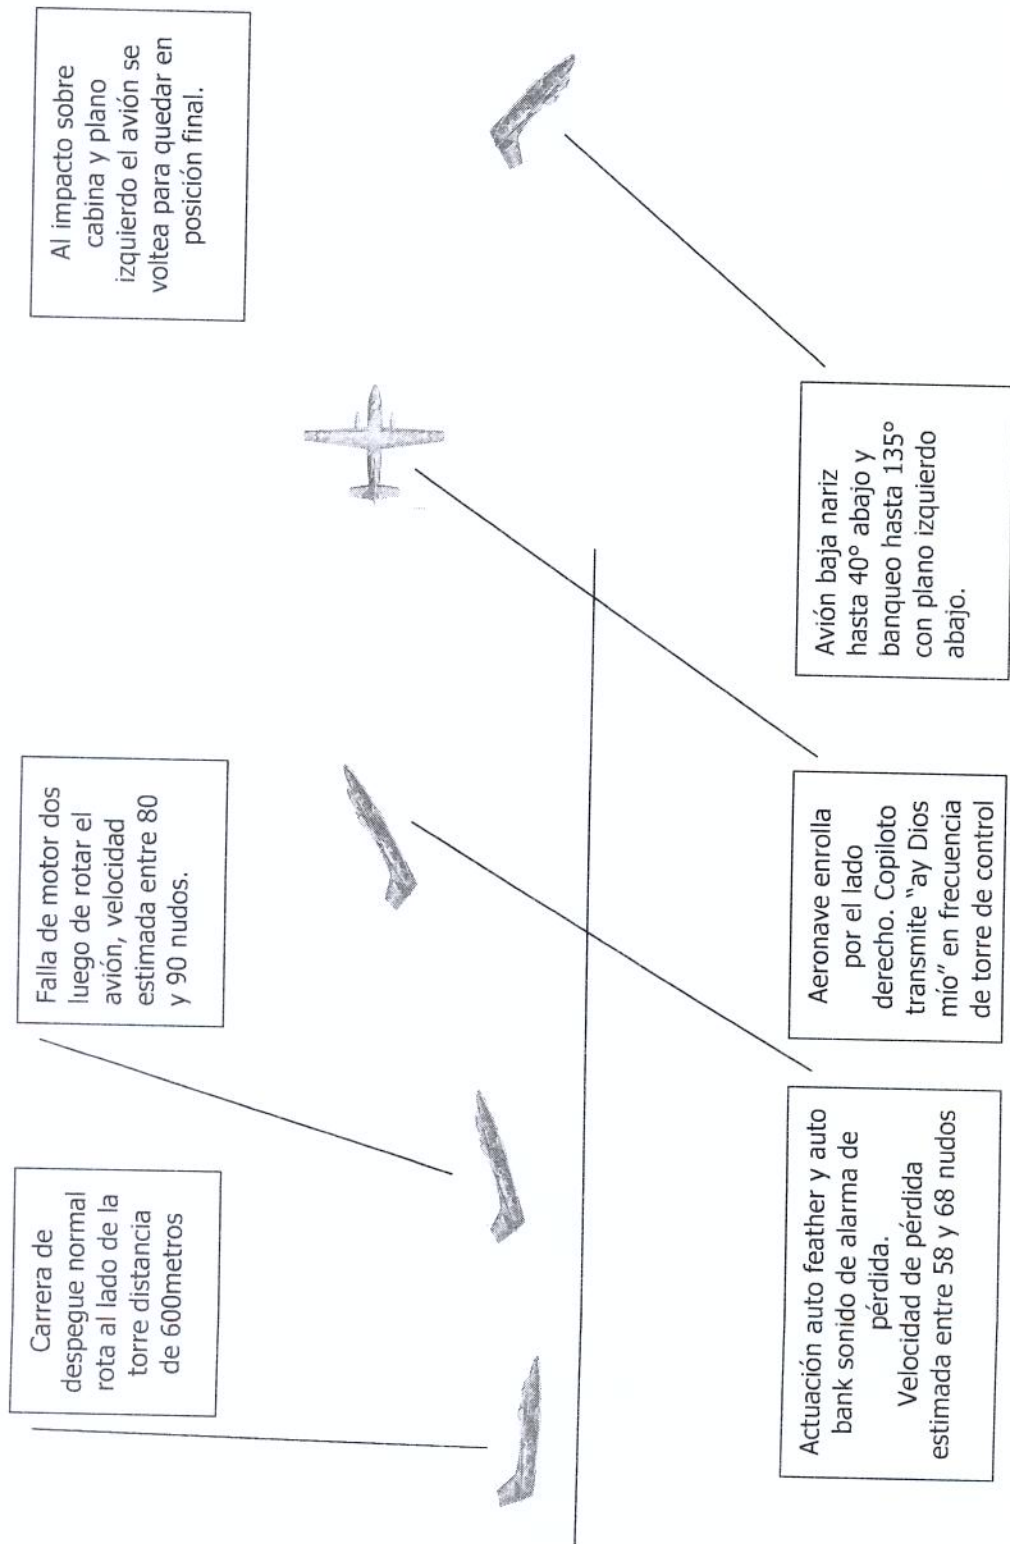 Carrera de
despegue normal
rota al lado de la
torre distancia
de 600metros
Falla de motor dos
luego de rotar el
avión, velocidad
estimada entre 80
y 90 nudos.
Al impacto sobre
cabina y plano
izquierdo el avión se
voltea para quedar en
posición final.
Actuación auto feather y auto
bank sonido de alarma de
pérdida.
Velocidad de pérdida
estimada entre 58 y 68 nudos
Aeronave enrolla
por el lado
derecho. Copiloto
transmite "ay Dios
mío" en frecuencia
de torre de control
Avión baja nariz
hasta 40° abajo y
banqueo hasta 135°
con plano izquierdo
abajo.